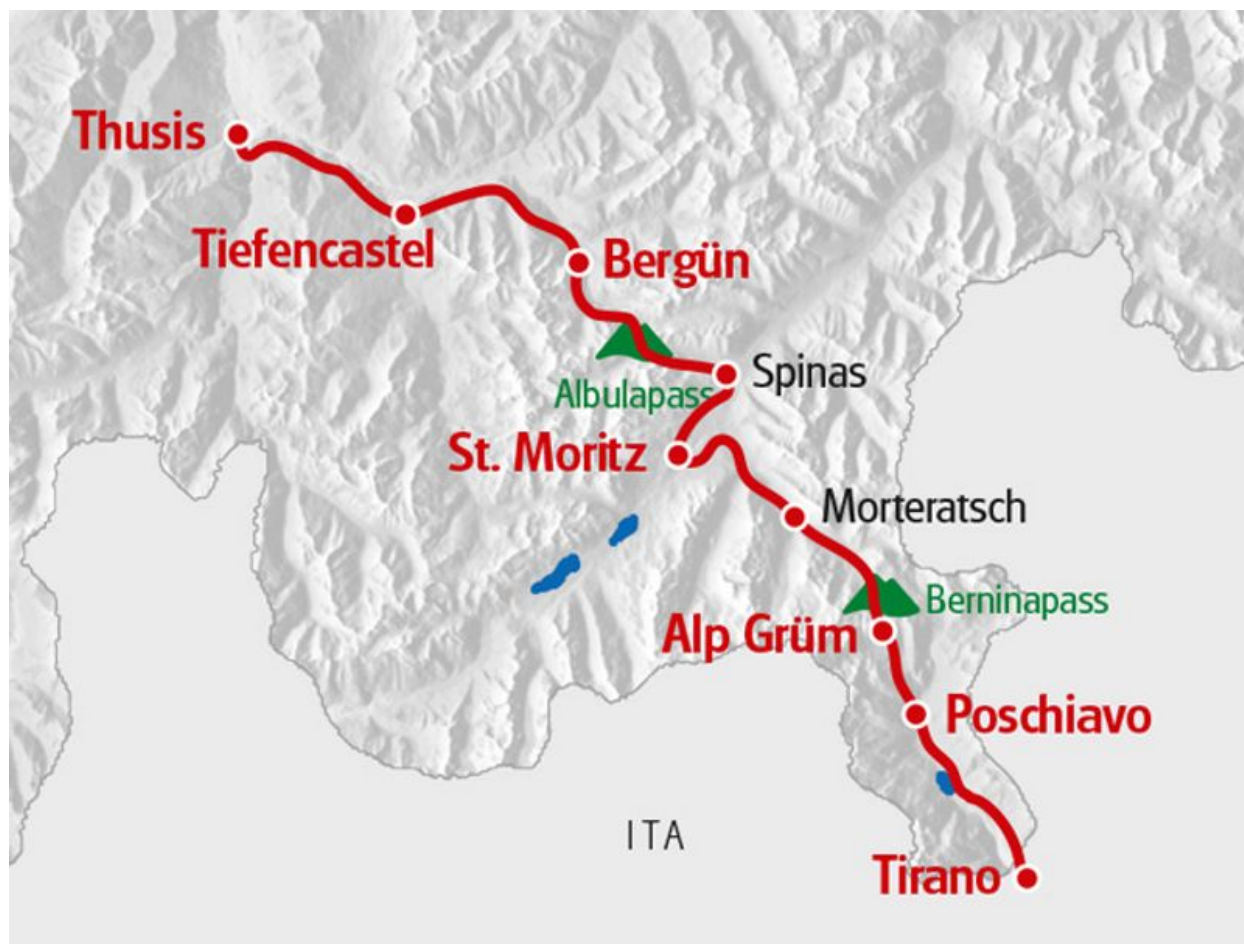 Thusis
Tiefencastel
Bergün
Spinas
Albulapass
St. Moritz
Morteratsch
Berninapass
Alp Grüm
Poschiavo
ITA
Tirano